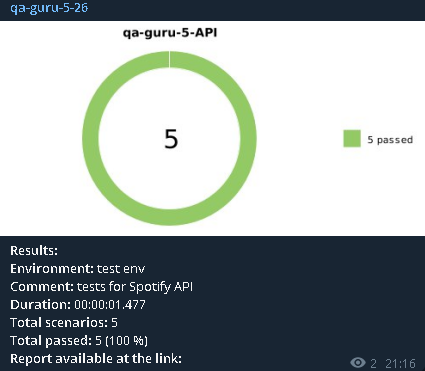 qa-guru-5-26
qa-guru-5-API
5
5 passed
Results:
Environment: test env
Comment: tests for Spotify API
Duration: 00:00:01.477
Total scenarios: 5
Total passed: 5 (100 %)
Report available at the link:
2 21:16